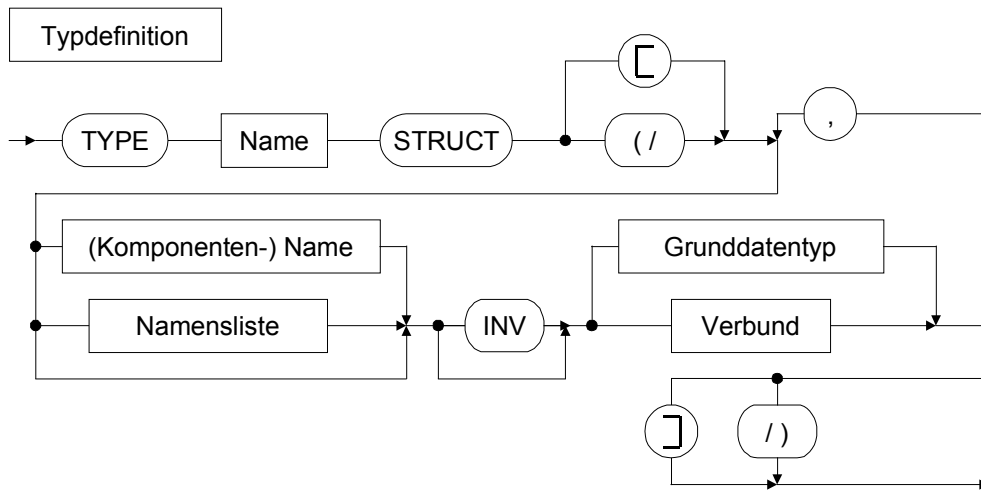 Typdefinition
[
TYPE Name STRUCT ( / ,
(Komponenten-) Name Grunddatentyp
Namensliste INV Verbund
] / )